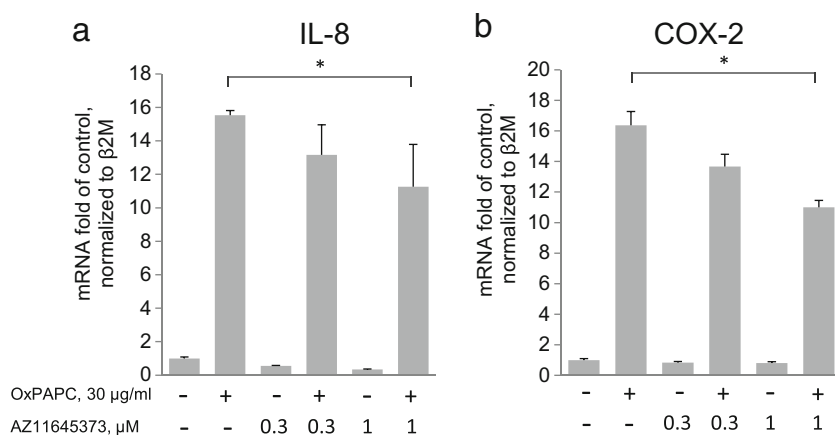 a IL-8
mRNA fold of control,
normalized to β2M
18
16
14
12
10
8
6
4
2
0
*
b COX-2
mRNA fold of control,
normalized to β2M
20
18
16
14
12
10
8
6
4
2
0
*
OxPAPC, 30 μg/ml - + - + - + - + - + - +
AZ11645373, μM - - 0.3 0.3 1 1 - - 0.3 0.3 1 1